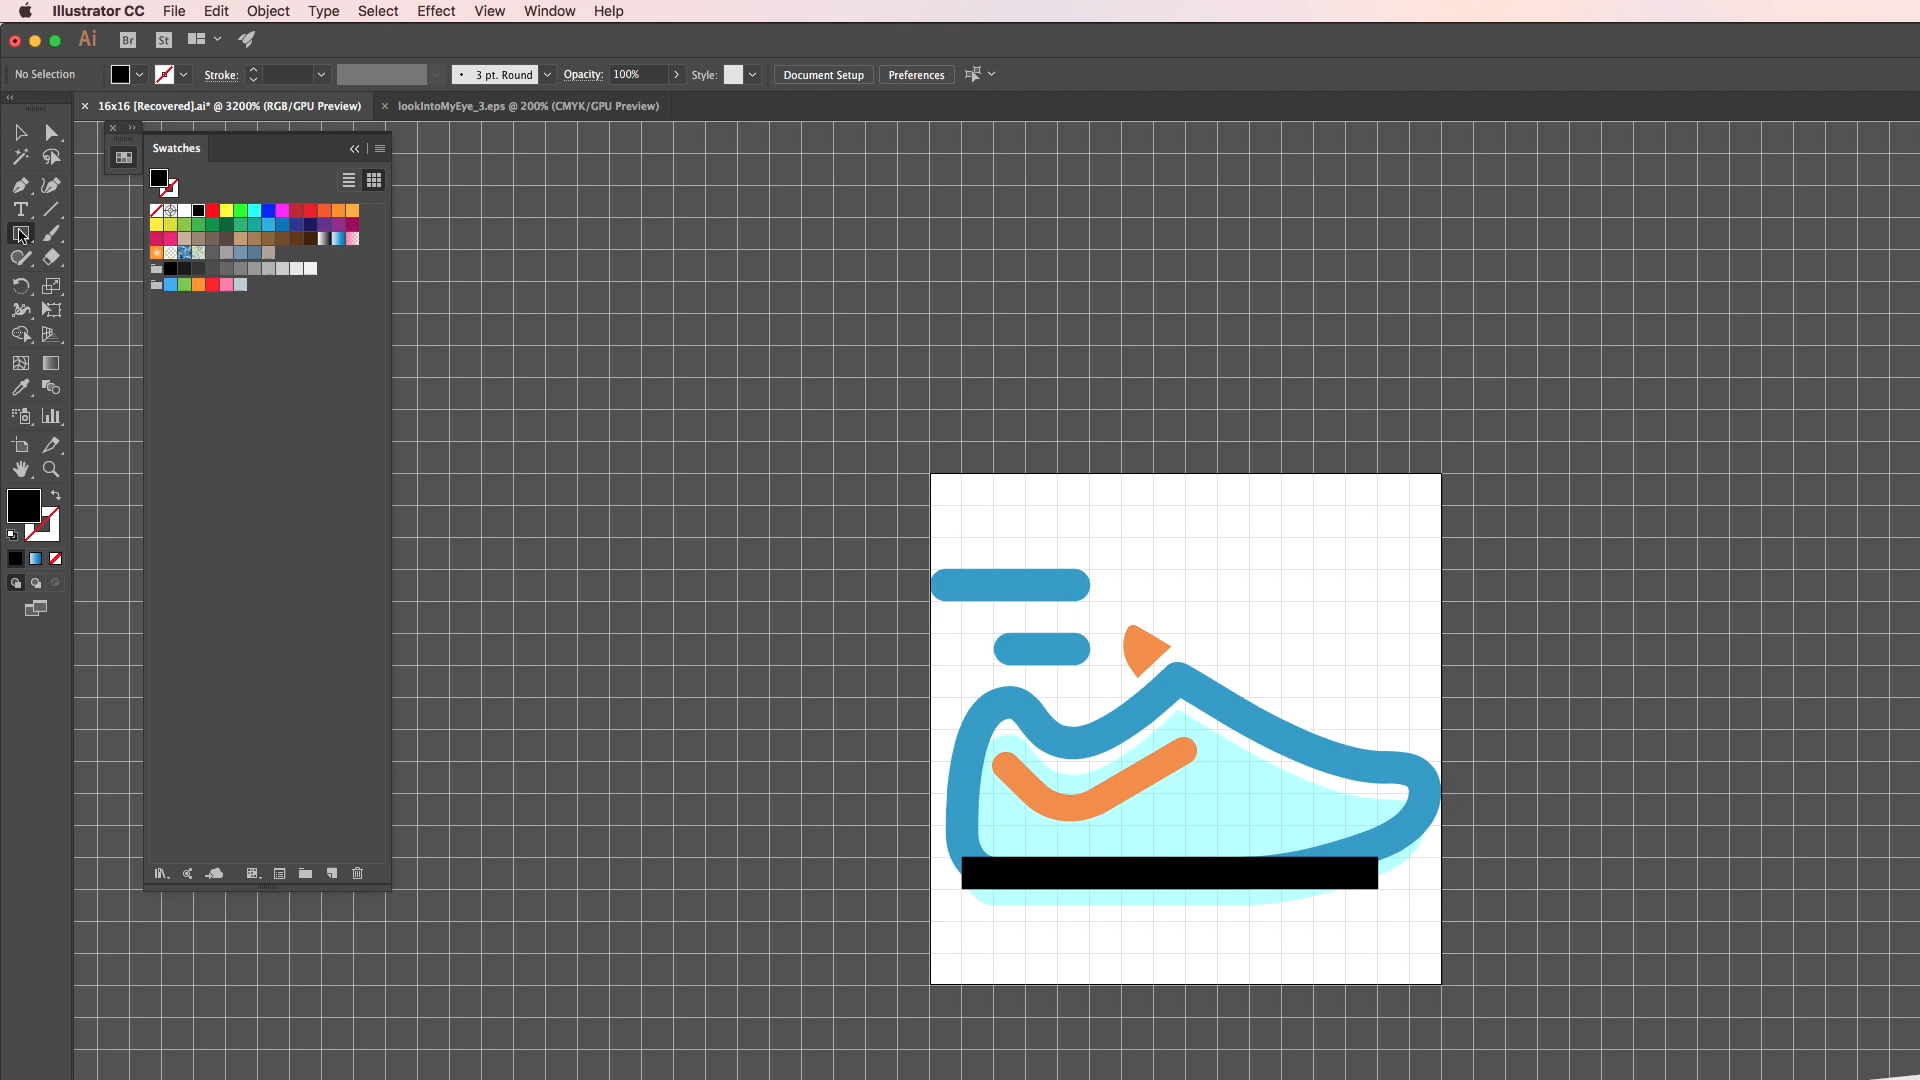 Illustrator CC File Edit Object Type Select Effect View Window Help
Ai Br St
No Selection Stroke: 3 pt. Round Opacity: 100% Style: Document Setup Preferences
16x16 [Recovered].ai* @ 3200% (RGB/GPU Preview) lookIntoMyEye_3.eps @ 200% (CMYK/GPU Preview)
Swatches